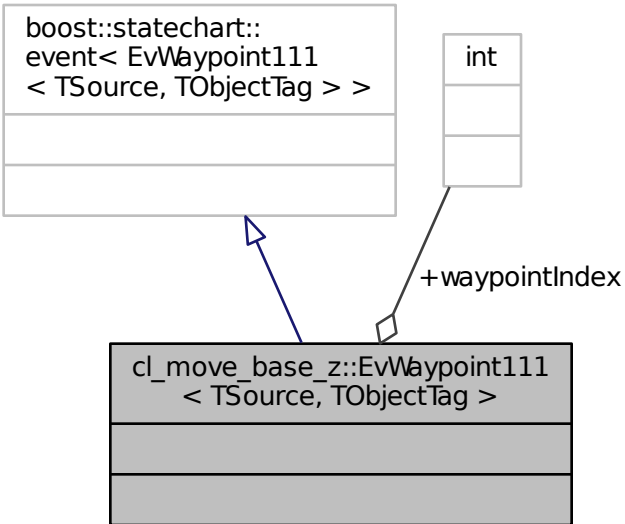 boost::statechart::
event< EvWaypoint111
< TSource, TObjectTag > >
int
+waypointIndex
cl_move_base_z::EvWaypoint111
< TSource, TObjectTag >